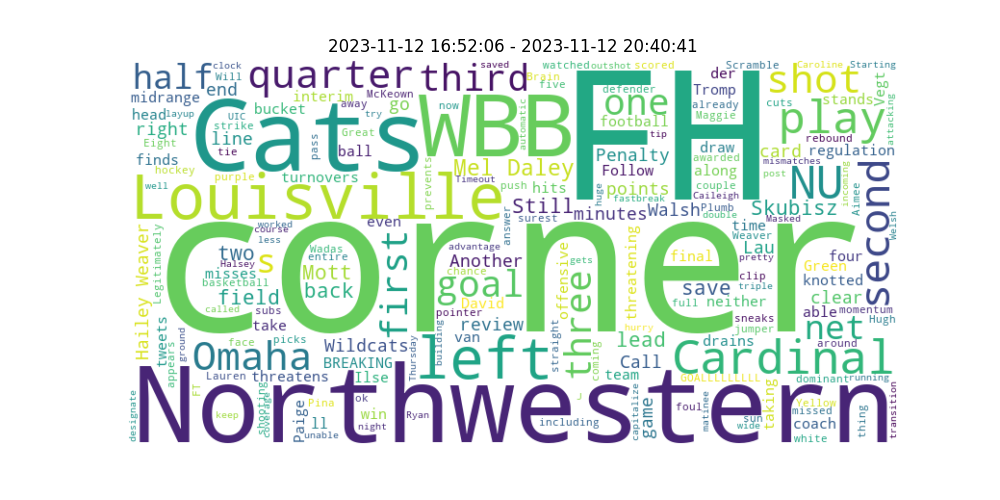 2023-11-12 16:52:06 - 2023-11-12 20:40:41
half
clock
Will
end
quarter
third
saved
Brain
five
watched
outshot
scored
Scramble
Caroline
Starting
der
shot
midrange
interim
McKeown
away
go
now
defender
one
Tromp
already
Maggie
cuts
stands
Vegt
attacking
head
layup
Eight
right
UIC
strike
line
tie
bucket
Great
try
pass
ball
Cats
WBB
automatic
FH
football
tip
play
rebound
card
regulation
mismatches
finds
hockey
purple
turnovers
prevents
Timeout
Mel Daley
push
hits
Penalty
Follow
points
draw
along
awarded
couple
Caileigh
post
NU
incoming
Aimee
second
well
Louisville
Still
surest
answer
fastbreak
huge
minutes
Walsh
Plumb
double
Skubisz
Masked
Welsh
time
Weaver
Lau
pretty
clip
triple
four
Green
knotted
corner
even
worked
course
less
Halsey
Wadas
entire
two
s
misses
basketball
Mott
back
field
called
subs
Hailey Weaver
Legitimately
first
advantage
Another
chance
goal
David
pointer
offensive
threatening
final
save
full
neither
clear
able
momentum
Hugh
net
around
tweets
appears
ground
face
picks
take
review
van
building
straight
gets
three
coming
hurry
lead
Call
team
drains
sneaks
jumper
Omaha
Wildcats
BREAKING
Thursday
left
Cardinal
Lauren
threatens
Ilse
GOALLLLLLLLL
dominant
running
designate
Northwestern
FT
keep
shooting
coverage
Paige
Pina
ll
unable
ok
win
night
Ryan
including
J
capitalize
game
foul
matinee
sun
wide
taking
Yellow
missed
coach
white
thing
transition